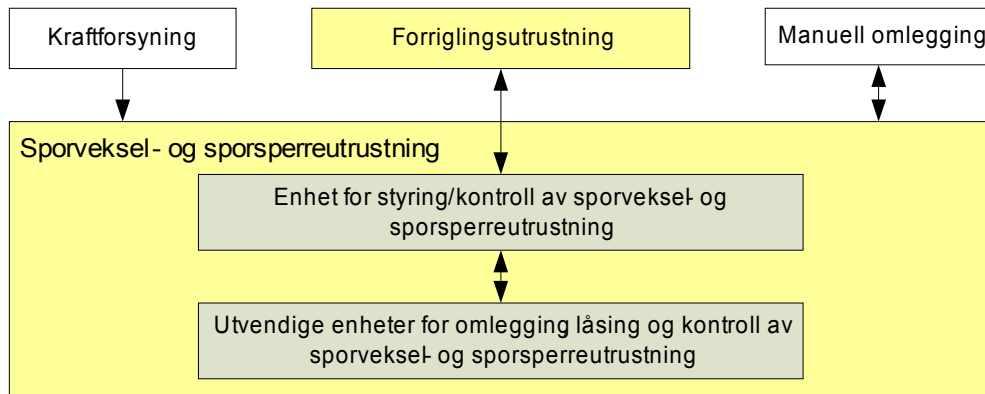 Kraftforsyning
Forriglingsutrustning
Manuell omlegging
Sporveksel- og sporsperreutrustning
Enhet for styring/kontroll av sporveksel- og
sporsperreutrustning
Utvendige enheter for omlegging, låsing og kontroll av
sporveksel- og sporsperreutrustning